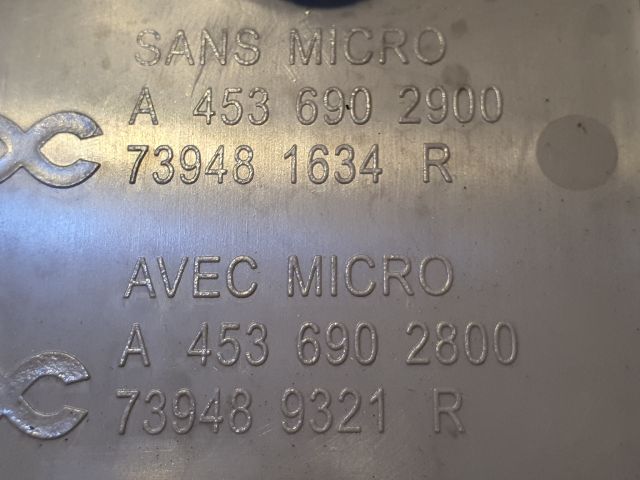 SANS MICRO
A 453 690 2900
73948 1634 R
AVEC MICRO
A 453 690 2800
73948 9321 R